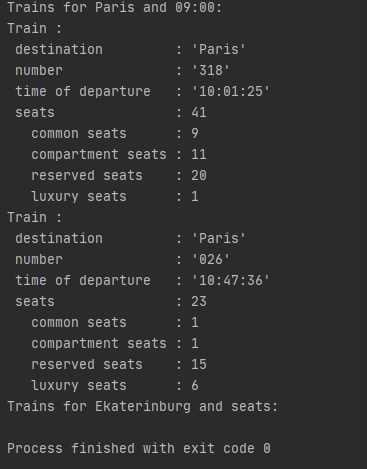 Trains for Paris and 09:00:
Train :
 destination         : 'Paris'
 number              : '318'
 time of departure   : '10:01:25'
 seats               : 41
   common seats      : 9
   compartment seats : 11
   reserved seats    : 20
   luxury seats      : 1
Train :
 destination         : 'Paris'
 number              : '026'
 time of departure   : '10:47:36'
 seats               : 23
   common seats      : 1
   compartment seats : 1
   reserved seats    : 15
   luxury seats      : 6
Trains for Ekaterinburg and seats:

Process finished with exit code 0